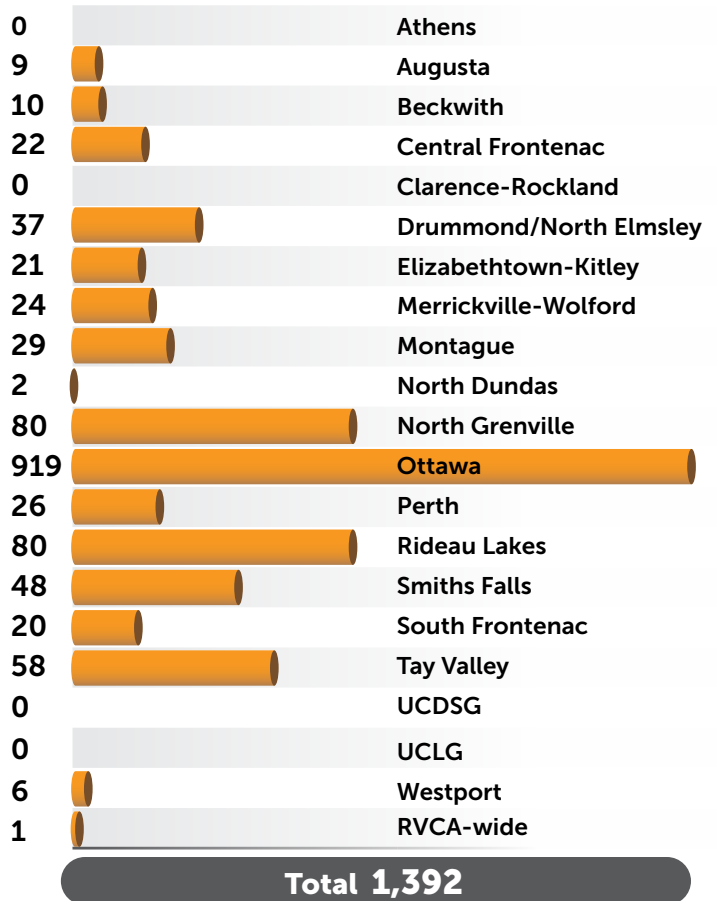 0 Athens
9 Augusta
10 Beckwith
22 Central Frontenac
0 Clarence-Rockland
37 Drummond/North Elmsley
21 Elizabethtown-Kitley
24 Merrickville-Wolford
29 Montague
2 North Dundas
80 North Grenville
919 Ottawa
26 Perth
80 Rideau Lakes
48 Smiths Falls
20 South Frontenac
58 Tay Valley
0 UCDSG
0 UCLG
6 Westport
1 RVCA-wide
Total 1,392